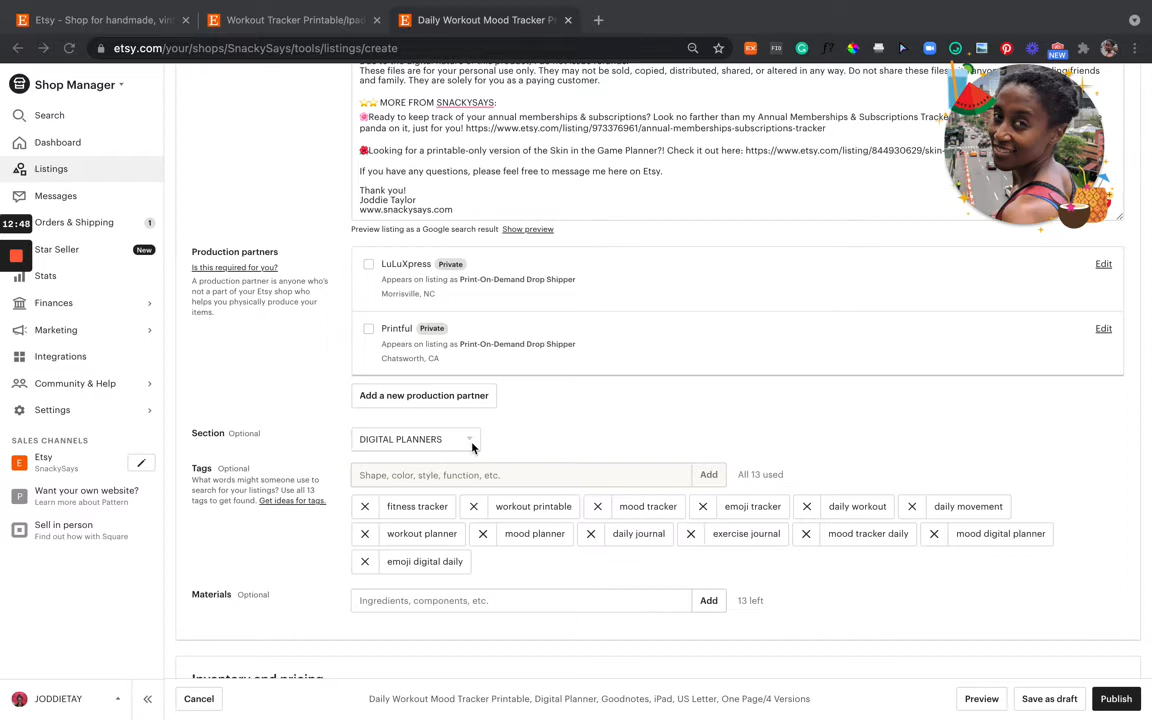 Etsy - Shop for handmade, vin
Workout Tracker Printable/Ipad
Daily Workout Mood Tracker P
etsy.com/your/shops/SnackySays/tools/listings/create
FIO
f?
NEW
Shop Manager
Search
Dashboard
Listings
Messages
12:48
Orders & Shipping
1
Star Seller
New
Stats
Finances
Marketing
Integrations
Community & Help
Settings
SALES CHANNELS
Etsy
SnackySays
Want your own website?
Learn more about Pattern
Sell in person
Find out how with Square
JODDIETAY
These files are for your personal use only. They may not be sold, copied, distributed, shared, or altered in any way. Do not share these files
and family. They are solely for you as a paying customer.
⭐⭐ MORE FROM SNACKYSAYS:
🌸Ready to keep track of your annual memberships & subscriptions? Look no farther than my Annual Memberships & Subscriptions Tracke
panda on it, just for you! https://www.etsy.com/listing/973376961/annual-memberships-subscriptions-tracker
🌺Looking for a printable-only version of the Skin in the Game Planner?! Check it out here: https://www.etsy.com/listing/844930629/skin-
If you have any questions, please feel free to message me here on Etsy.
Thank you!
Joddie Taylor
www.snackysays.com
Preview listing as a Google search result Show preview
Production partners
Is this required for you?
A production partner is anyone who's
not a part of your Etsy shop who
helps you physically produce your
items.
LuLuXpress Private
Edit
Appears on listing as Print-On-Demand Drop Shipper
Morrisville, NC
Printful Private
Edit
Appears on listing as Print-On-Demand Drop Shipper
Chatsworth, CA
Add a new production partner
Section Optional
DIGITAL PLANNERS
Tags Optional
What words might someone use to
search for your listings? Use all 13
tags to get found. Get ideas for tags.
Shape, color, style, function, etc.
Add
All 13 used
fitness tracker
workout printable
mood tracker
emoji tracker
daily workout
daily movement
workout planner
mood planner
daily journal
exercise journal
mood tracker daily
mood digital planner
emoji digital daily
Materials Optional
Ingredients, components, etc.
Add
13 left
Inventory and pricing
Cancel
Daily Workout Mood Tracker Printable, Digital Planner, Goodnotes, iPad, US Letter, One Page/4 Versions
Preview
Save as draft
Publish